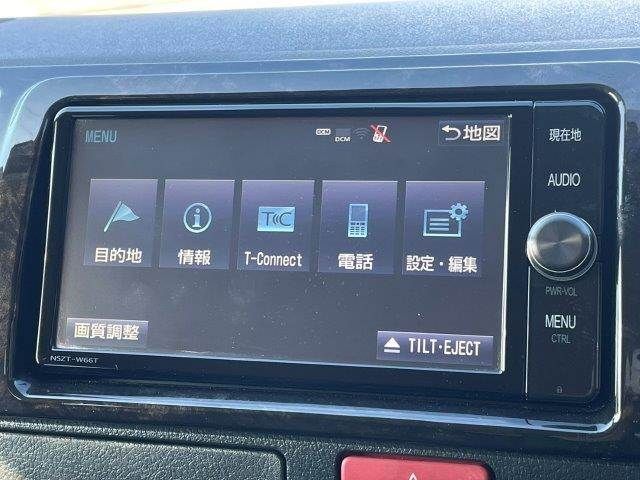 MENU
DCM
DCM
地図
現在地
AUDIO
T C
目的地
情報
T-Connect
電話
設定・編集
PWR-VOL
画質調整
TILT・EJECT
MENU
CTRL
NSZT-W66T